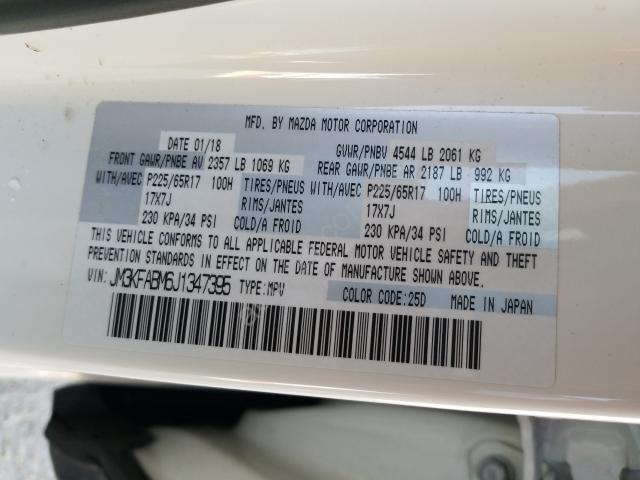 MFD. BY MAZDA MOTOR CORPORATION
DATE 01/18 GVWR/PNBV 4544 LB 2061 KG
FRONT GAWR/PNBE AV 2357 LB 1069 KG REAR GAWR/PNBE AR 2187 LB 992 KG
WITH/AVEC P225/65R17 100H TIRES/PNEUS WITH/AVEC P225/65R17 100H TIRES/PNEUS
17X7J RIMS/JANTES 17X7J RIMS/JANTES
230 KPA/34 PSI COLD/A FROID 230 KPA/34 PSI COLD/A FROID
THIS VEHICLE CONFORMS TO ALL APPLICABLE FEDERAL MOTOR VEHICLE SAFETY AND THEFT
PREVENTION STANDARDS IN EFFECT ON THE DATE OF MANUFACTURE SHOWN ABOVE.
VIN: JM3KFABM6J1347395 TYPE: MPV
COLOR CODE: 25D MADE IN JAPAN